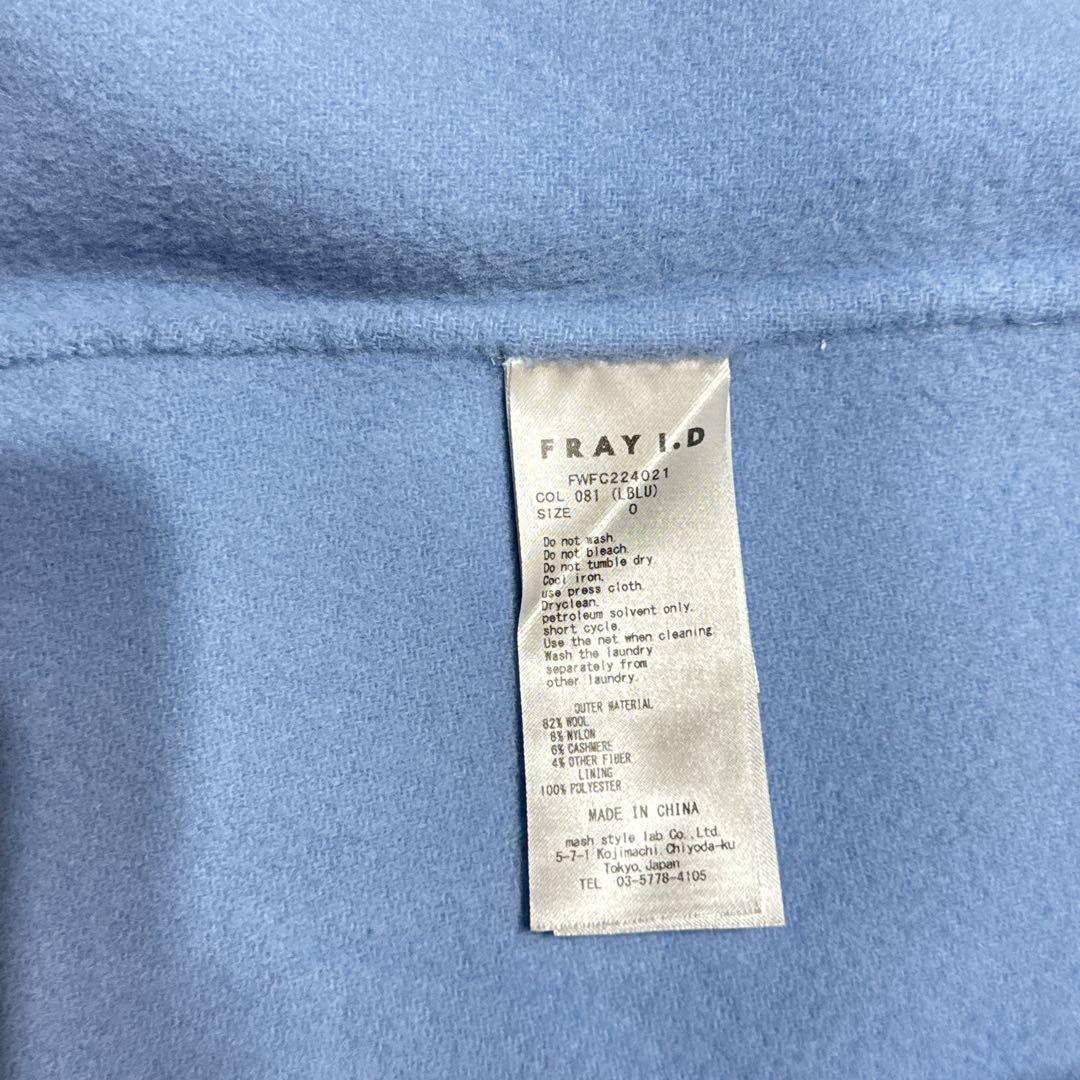 FRAY I.D
FWFC224021
COL 081 (LBLU)
SIZE 0
Do not wash.
Do not bleach.
Do not tumble dry.
Cool iron.
use press cloth.
Dryclean.
petroleum solvent only.
short cycle.
Use the net when cleaning.
Wash the laundry
separately from
other laundry.
OUTER MATERIAL
82% WOOL
8% NYLON
6% CASHMERE
4% OTHER FIBER
LINING
100% POLYESTER
MADE IN CHINA
mash style lab Co.,Ltd.
5-7-1 Kojimachi.Chiyoda-ku
Tokyo,Japan
TEL 03-5778-4105